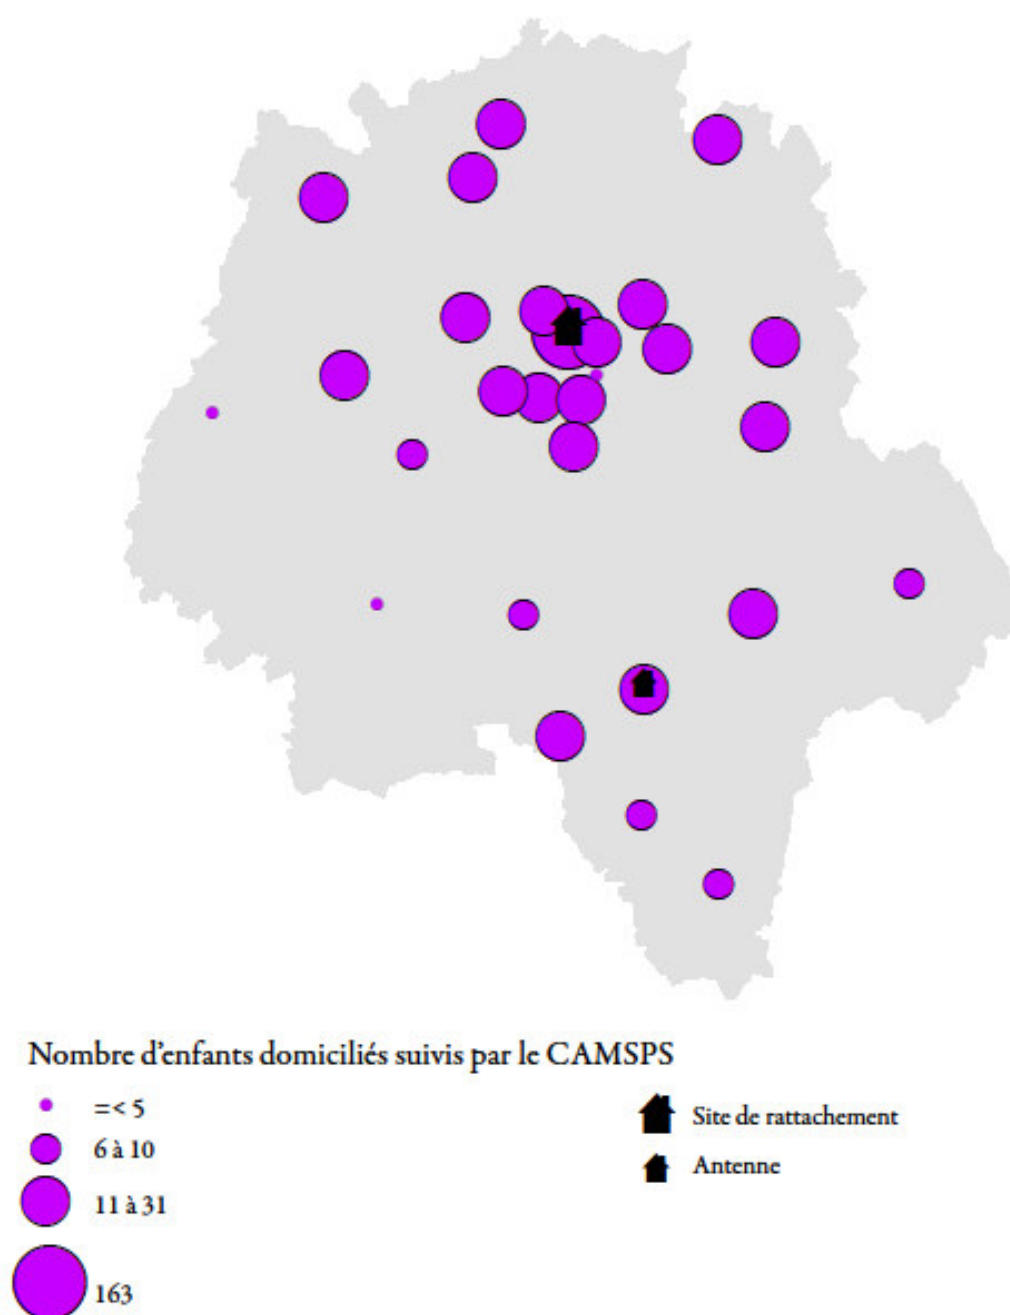 Nombre d'enfants domiciliés suivis par le CAMSPS
=< 5
6 à 10
11 à 31
163
Site de rattachement
Antenne